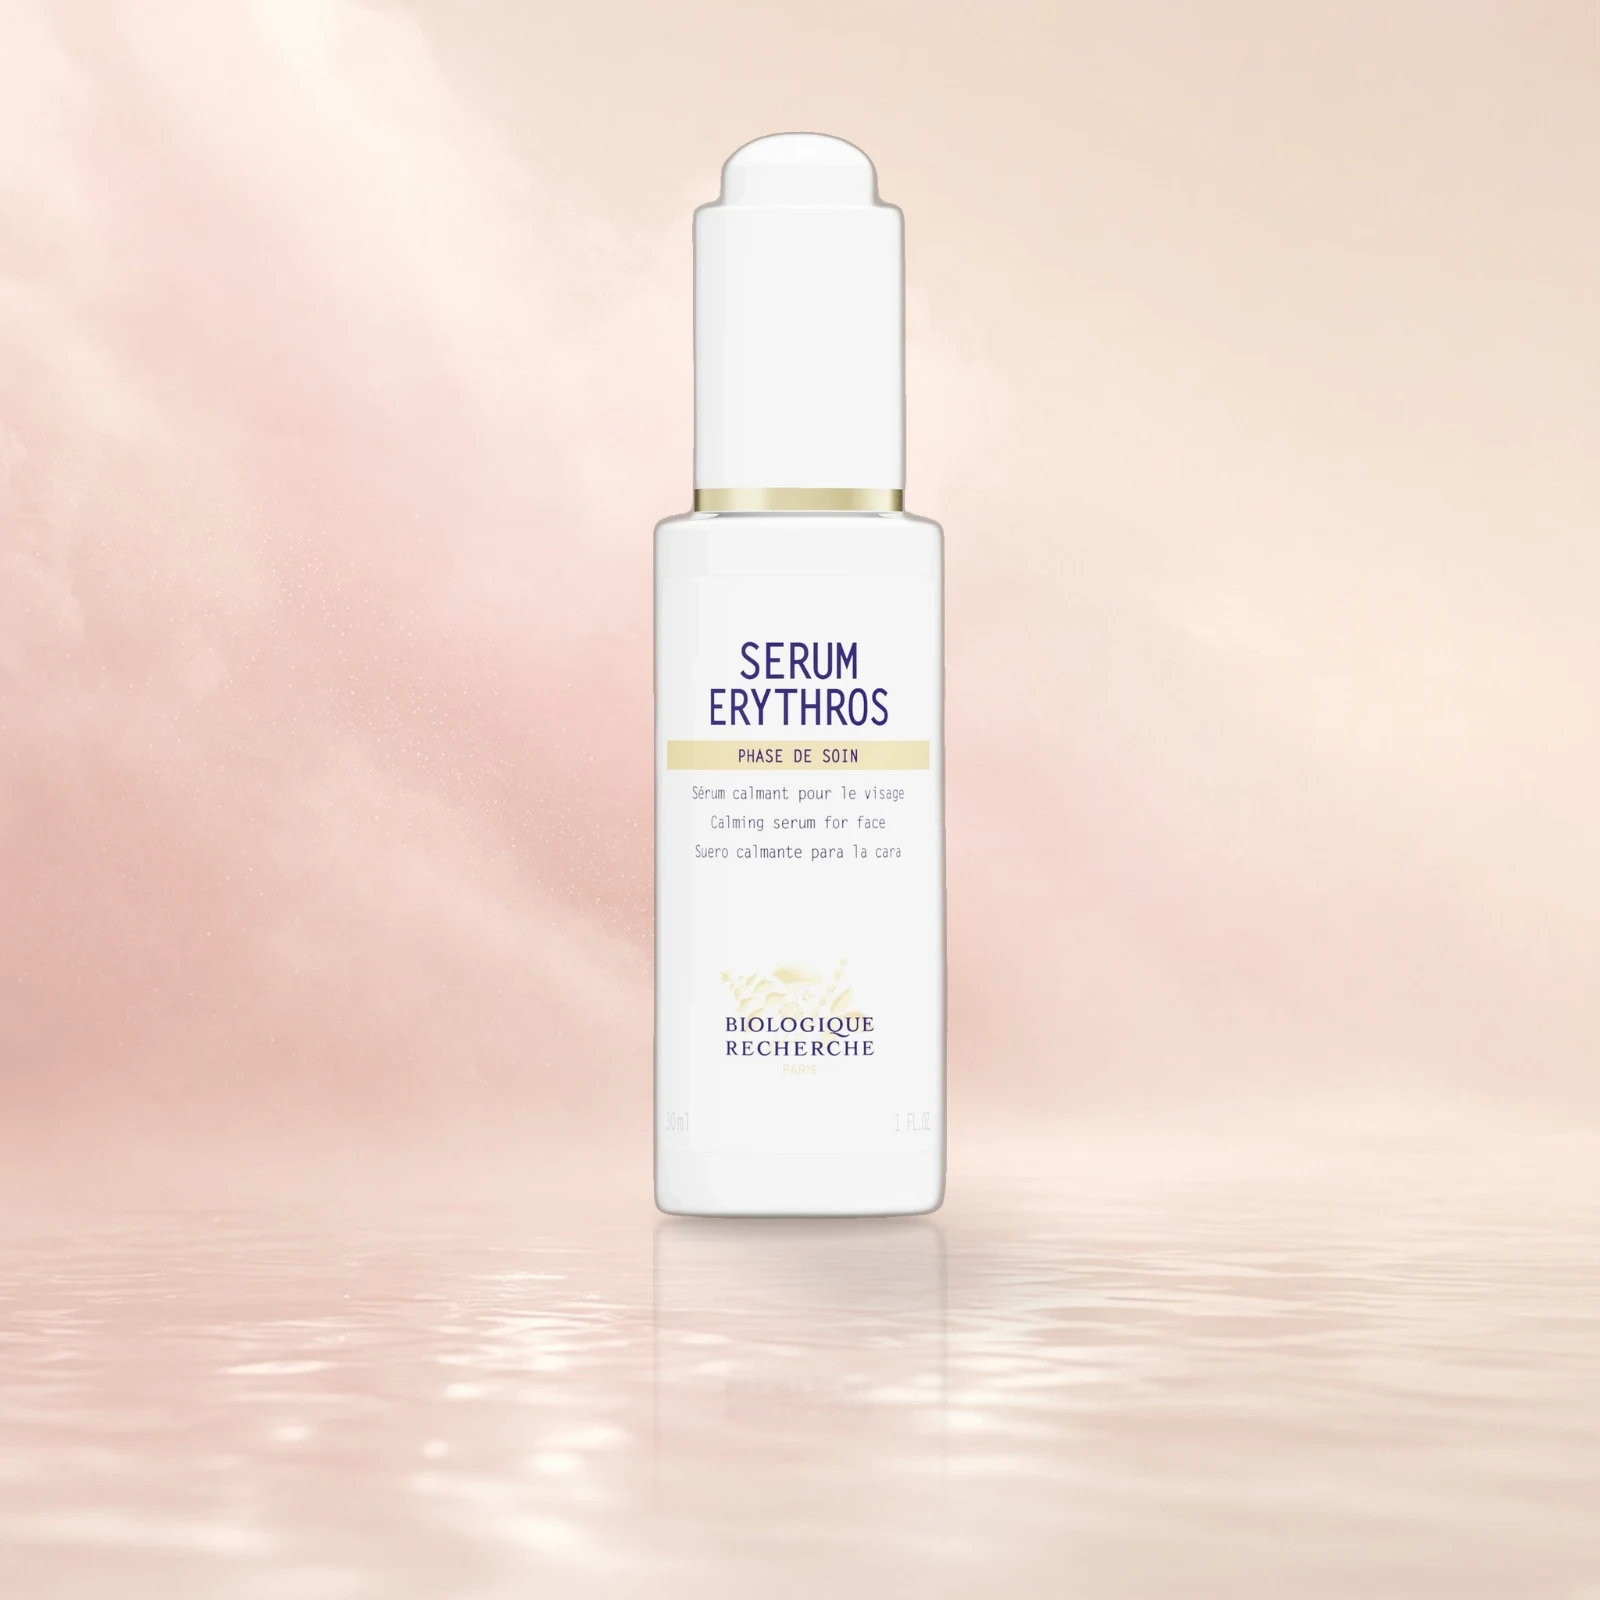 SERUM
ERYTHROS
PHASE DE SOIN
Sérum calmant pour le visage
Calming serum for face
Suero calmante para la cara
BIOLOGIQUE
RECHERCHE
PARIS
30ml 1 FL.OZ